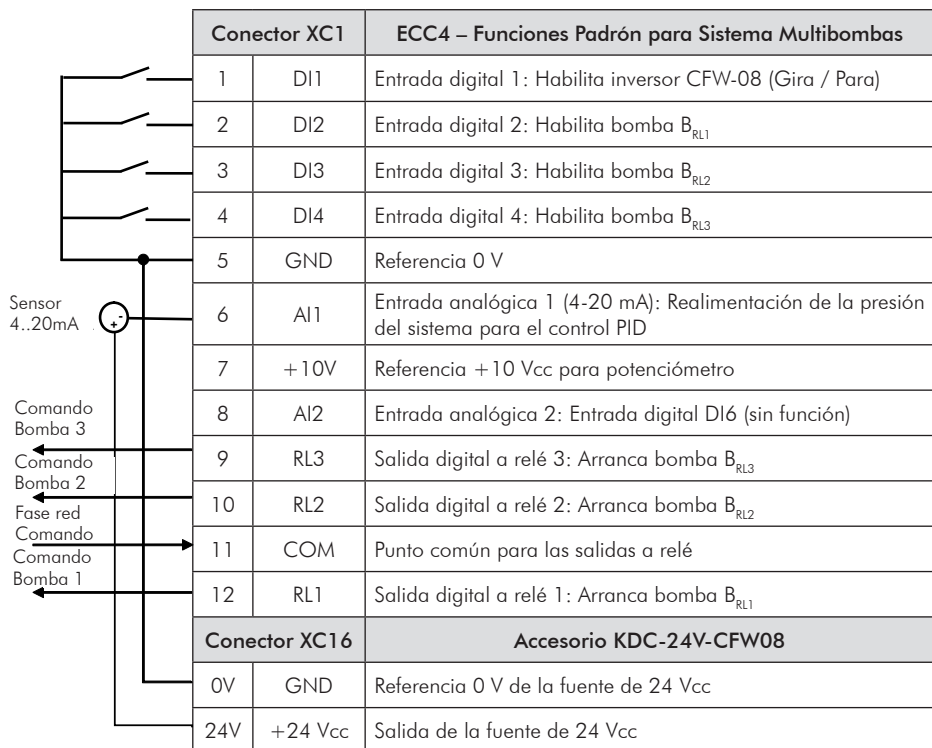 Conector XC1 ECC4 – Funciones Padrón para Sistema Multibombas
1 DI1 Entrada digital 1: Habilita inversor CFW-08 (Gira / Para)
2 DI2 Entrada digital 2: Habilita bomba B_RL1
3 DI3 Entrada digital 3: Habilita bomba B_RL2
4 DI4 Entrada digital 4: Habilita bomba B_RL3
5 GND Referencia 0 V
Sensor
4..20mA
- +
6 AI1 Entrada analógica 1 (4-20 mA): Realimentación de la presión
del sistema para el control PID
7 +10V Referencia +10 Vcc para potenciómetro
8 AI2 Entrada analógica 2: Entrada digital DI6 (sin función)
Comando
Bomba 3
9 RL3 Salida digital a relé 3: Arranca bomba B_RL3
Comando
Bomba 2
10 RL2 Salida digital a relé 2: Arranca bomba B_RL2
Fase red
Comando
11 COM Punto común para las salidas a relé
Comando
Bomba 1
12 RL1 Salida digital a relé 1: Arranca bomba B_RL1
Conector XC16 Accesorio KDC-24V-CFW08
0V GND Referencia 0 V de la fuente de 24 Vcc
24V +24 Vcc Salida de la fuente de 24 Vcc